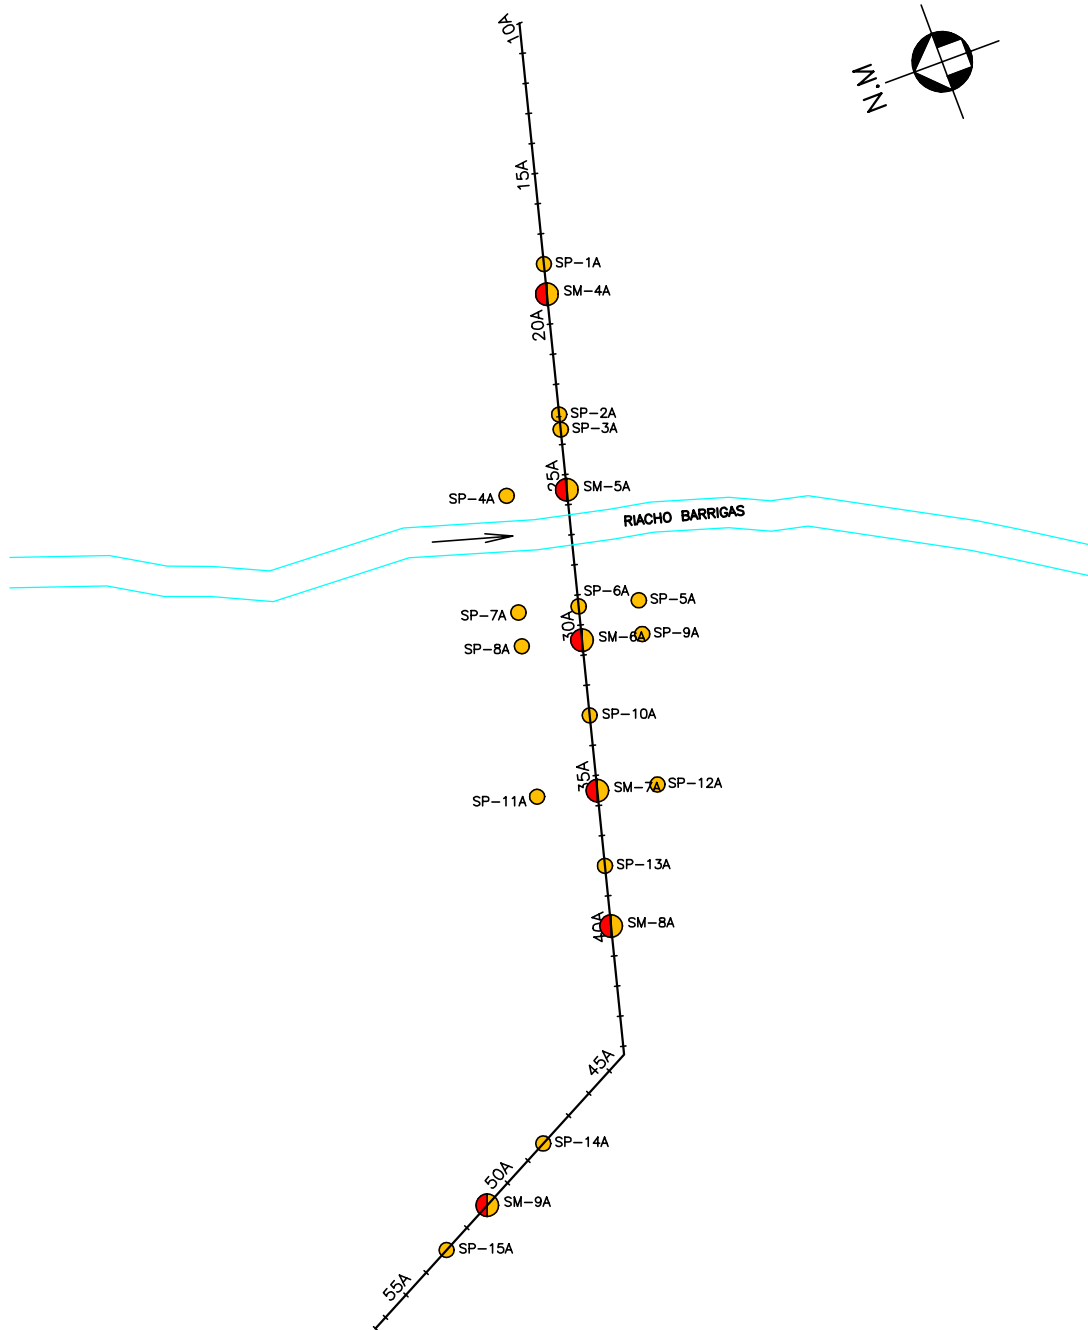 10A
N.M
15A
SP-1A
SM-4A
20A
SP-2A
SP-3A
25A
SM-5A
SP-4A
RIACHO BARRIGAS
SP-6A
SP-5A
SP-7A
30A
SM-6A
SP-9A
SP-8A
SP-10A
35A
SM-7A
SP-12A
SP-11A
SP-13A
40A
SM-8A
45A
SP-14A
50A
SM-9A
SP-15A
55A